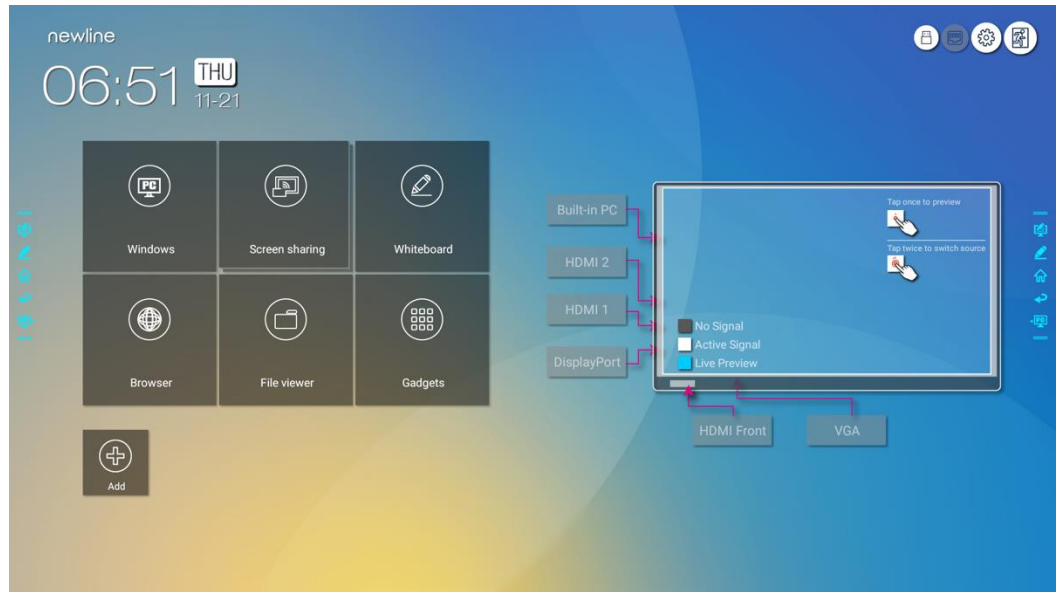 newline
06:51 THU
11-21
PC
Windows
Screen sharing
Whiteboard
Browser
File viewer
Gadgets
Add
Built-in PC
HDMI 2
HDMI 1
DisplayPort
Tap once to preview
Tap twice to switch source
No Signal
Active Signal
Live Preview
HDMI Front
VGA
PC